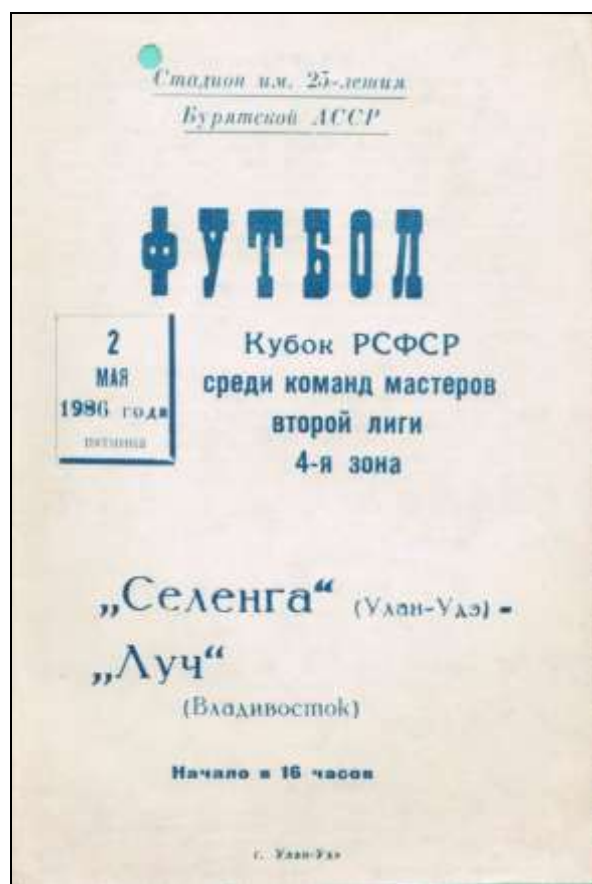 Стадион им. 25-летия
Бурятской АССР
ФУТБОЛ
2
МАЯ
1986 года
пятница
Кубок РСФСР
среди команд мастеров
второй лиги
4-я зона
„Селенга“ (Улан-Удэ) -
„Луч“
(Владивосток)
Начало в 16 часов
г. Улан-Удэ